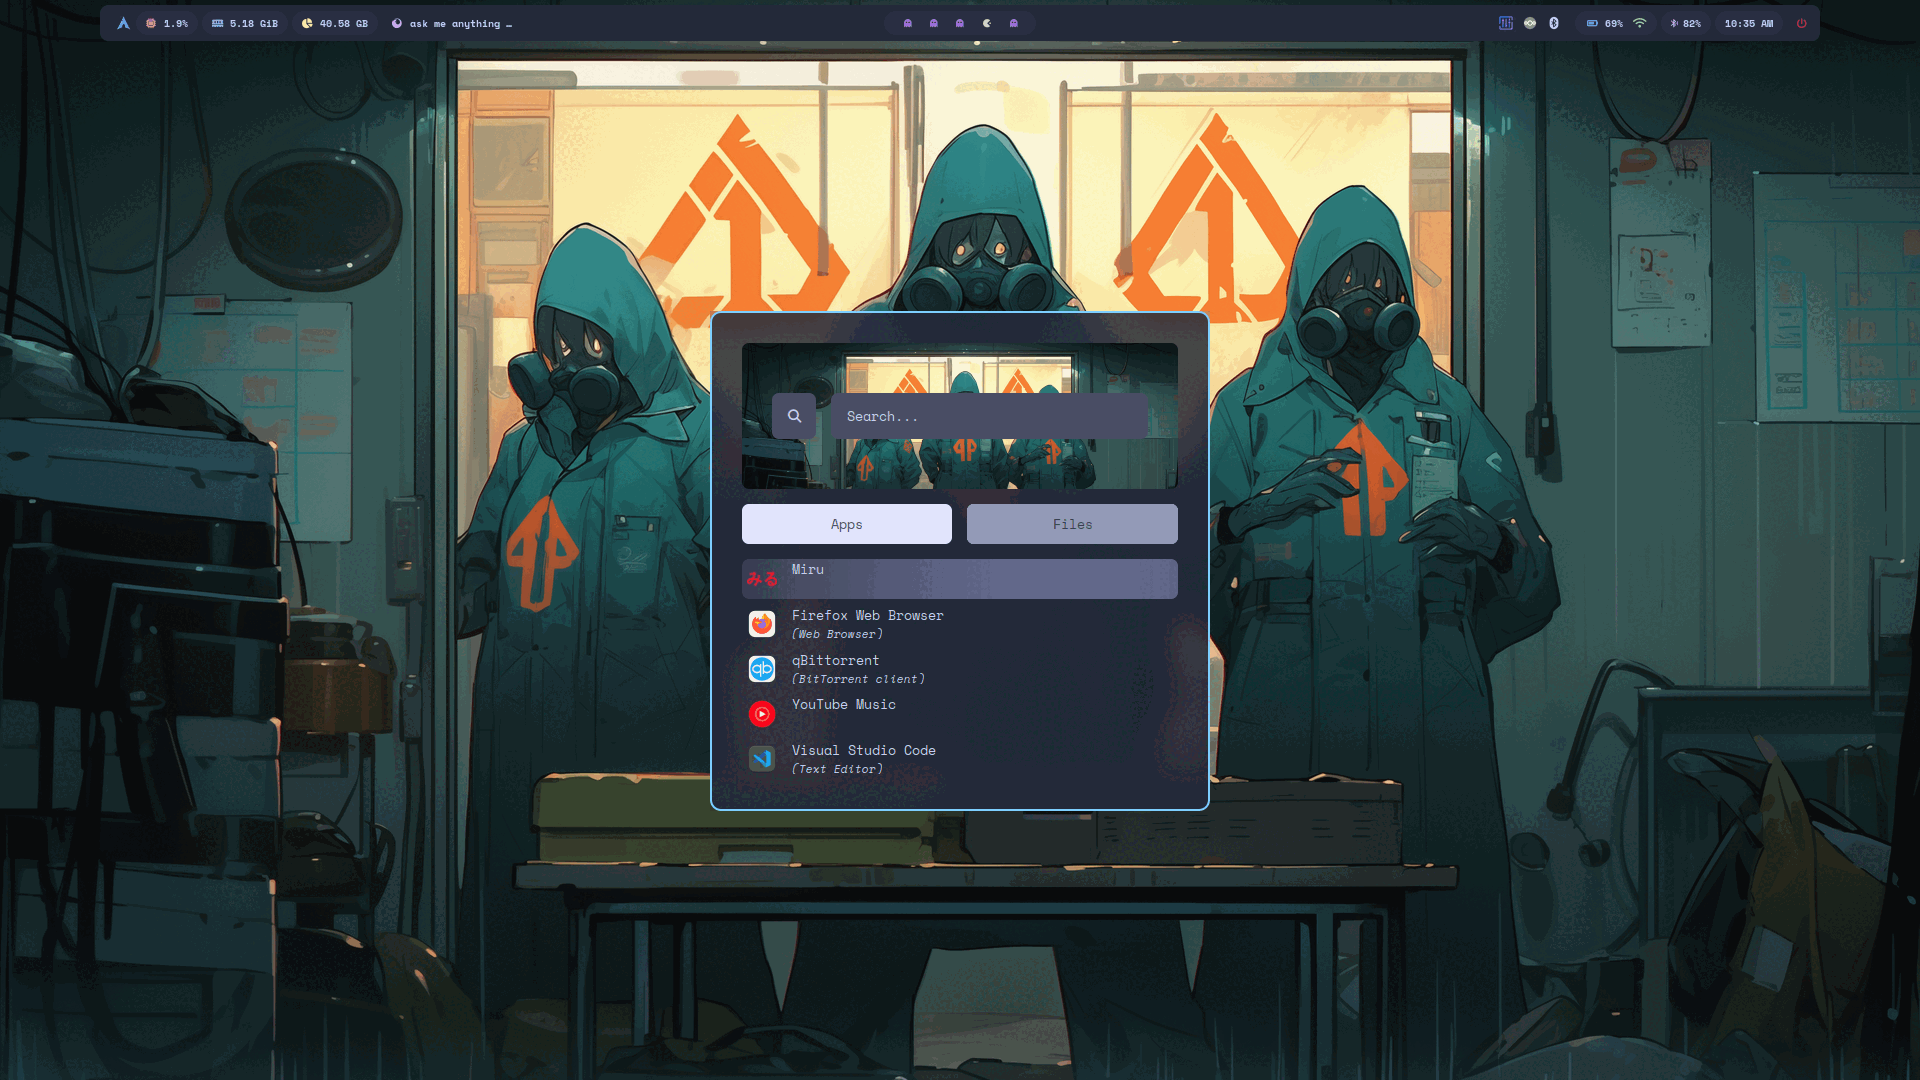 1.9%
5.18 GiB
40.58 GB
ask me anything …
69%
82%
10:35 AM
Search...
Apps
Files
みる
Miru
Firefox Web Browser
(Web Browser)
qb
qBittorrent
(BitTorrent client)
YouTube Music
Visual Studio Code
(Text Editor)